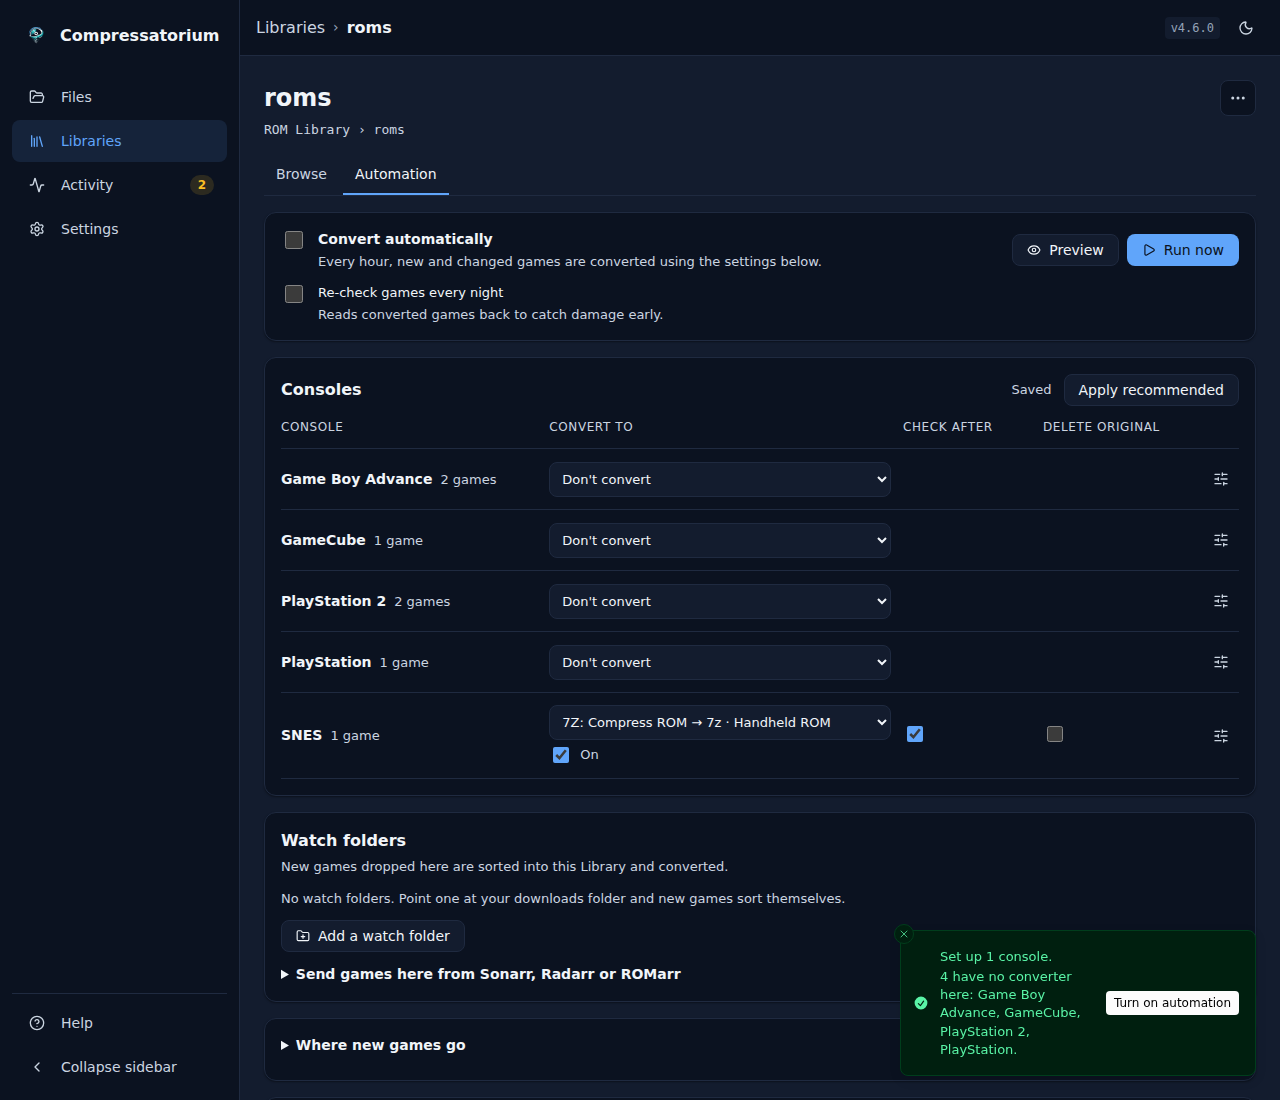 Compressatorium
Files
Libraries
Activity 2
Settings
Help
Collapse sidebar
Libraries › roms
v4.6.0
roms
ROM Library › roms
Browse Automation
Convert automatically
Every hour, new and changed games are converted using the settings below.
Preview Run now
Re-check games every night
Reads converted games back to catch damage early.
Consoles
Saved Apply recommended
CONSOLE CONVERT TO CHECK AFTER DELETE ORIGINAL
Game Boy Advance 2 games Don't convert
GameCube 1 game Don't convert
PlayStation 2 2 games Don't convert
PlayStation 1 game Don't convert
SNES 1 game 7Z: Compress ROM → 7z · Handheld ROM
On
Watch folders
New games dropped here are sorted into this Library and converted.
No watch folders. Point one at your downloads folder and new games sort themselves.
Add a watch folder
Send games here from Sonarr, Radarr or ROMarr
Where new games go
Set up 1 console.
4 have no converter
here: Game Boy
Advance, GameCube,
PlayStation 2,
PlayStation.
Turn on automation